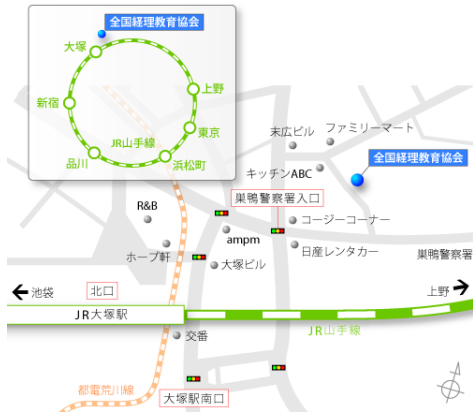 全国経理教育協会
大塚
上野
新宿
JR山手線
東京
品川
浜松町
末広ビル
ファミリーマート
全国経理教育協会
キッチンABC
巣鴨警察署入口
R&B
コージーコーナー
ampm
ホープ軒
日産レンタカー
巣鴨警察署
大塚ビル
池袋
北口
上野
JR大塚駅
JR山手線
交番
都電荒川線
大塚駅南口